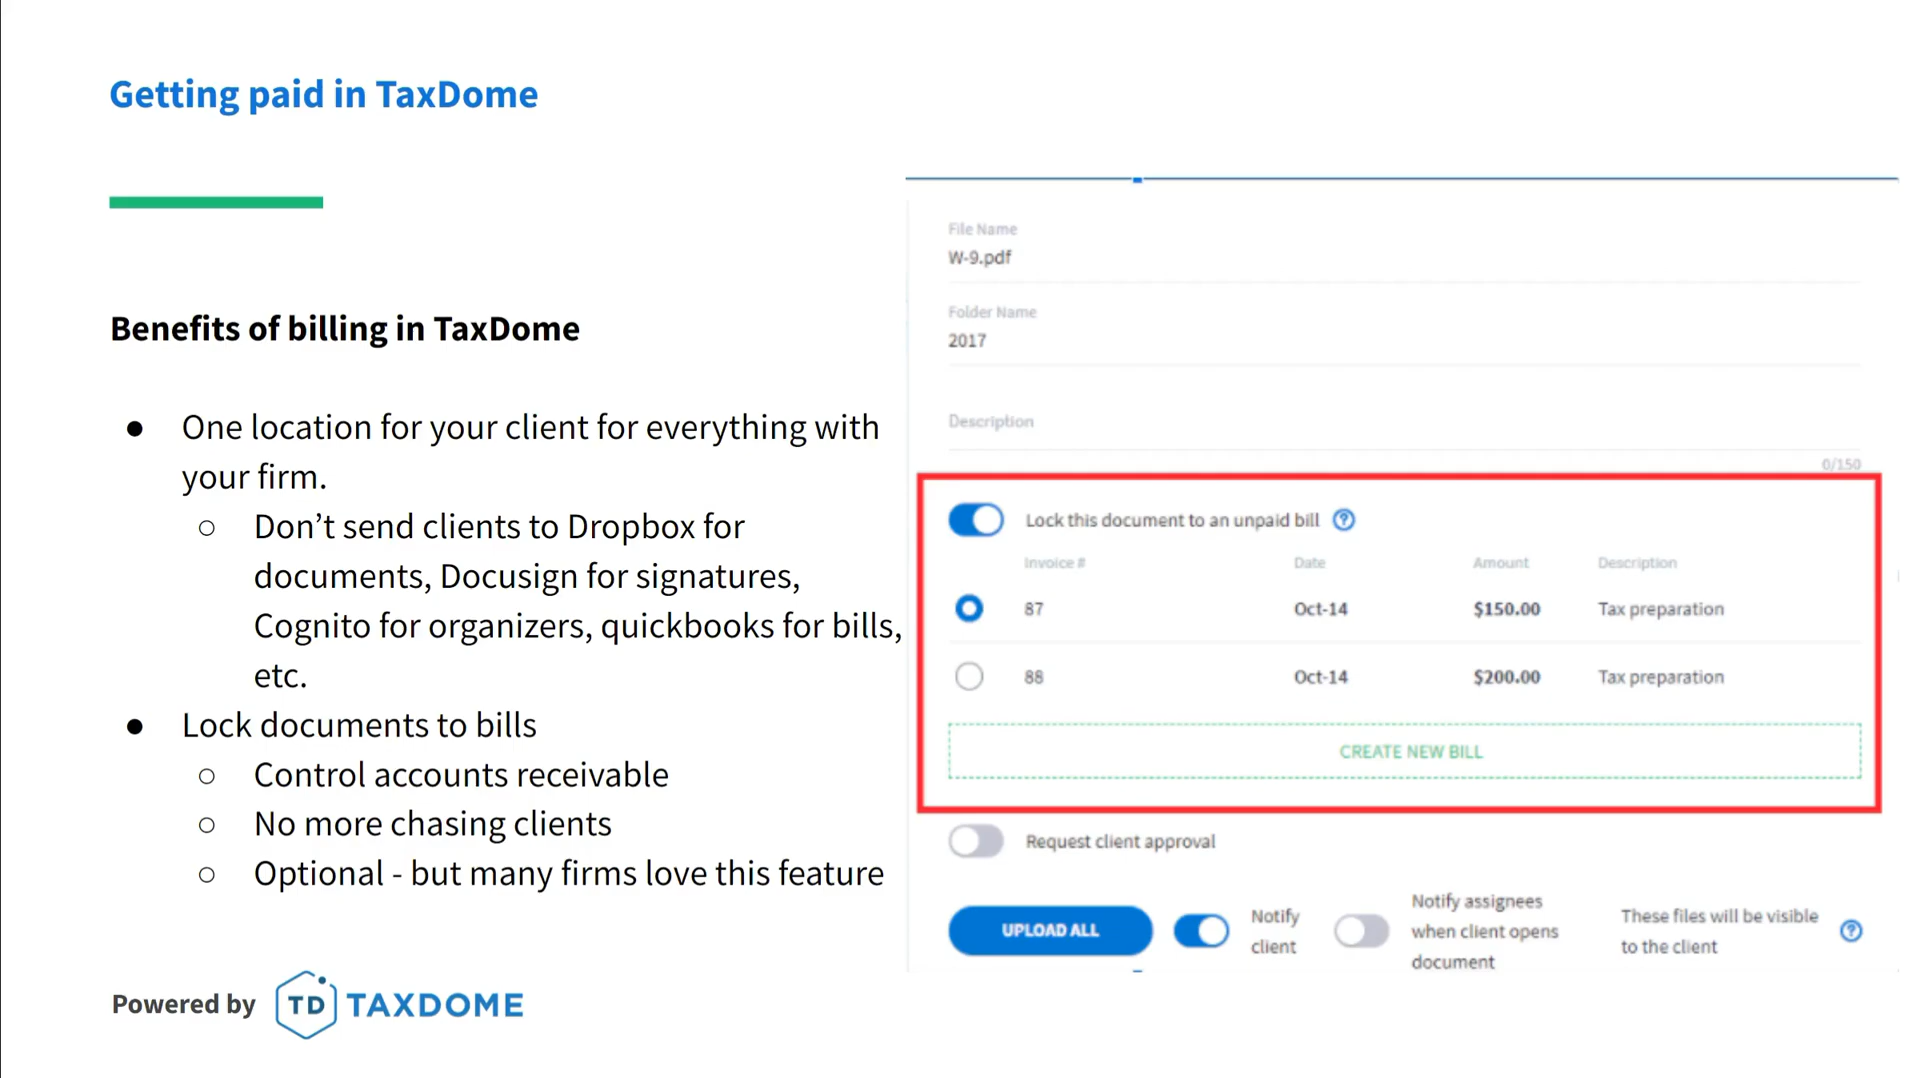 Getting paid in TaxDome
Benefits of billing in TaxDome
● One location for your client for everything with
your firm.
○ Don’t send clients to Dropbox for
documents, Docusign for signatures,
Cognito for organizers, quickbooks for bills,
etc.
● Lock documents to bills
○ Control accounts receivable
○ No more chasing clients
○ Optional - but many firms love this feature
File Name
W-9.pdf
Folder Name
2017
Description
0/150
Lock this document to an unpaid bill ?
Invoice # Date Amount Description
87 Oct-14 $150.00 Tax preparation
88 Oct-14 $200.00 Tax preparation
CREATE NEW BILL
Request client approval
UPLOAD ALL
Notify
client
Notify assignees
when client opens
document
These files will be visible
to the client
?
Powered by TD TAXDOME